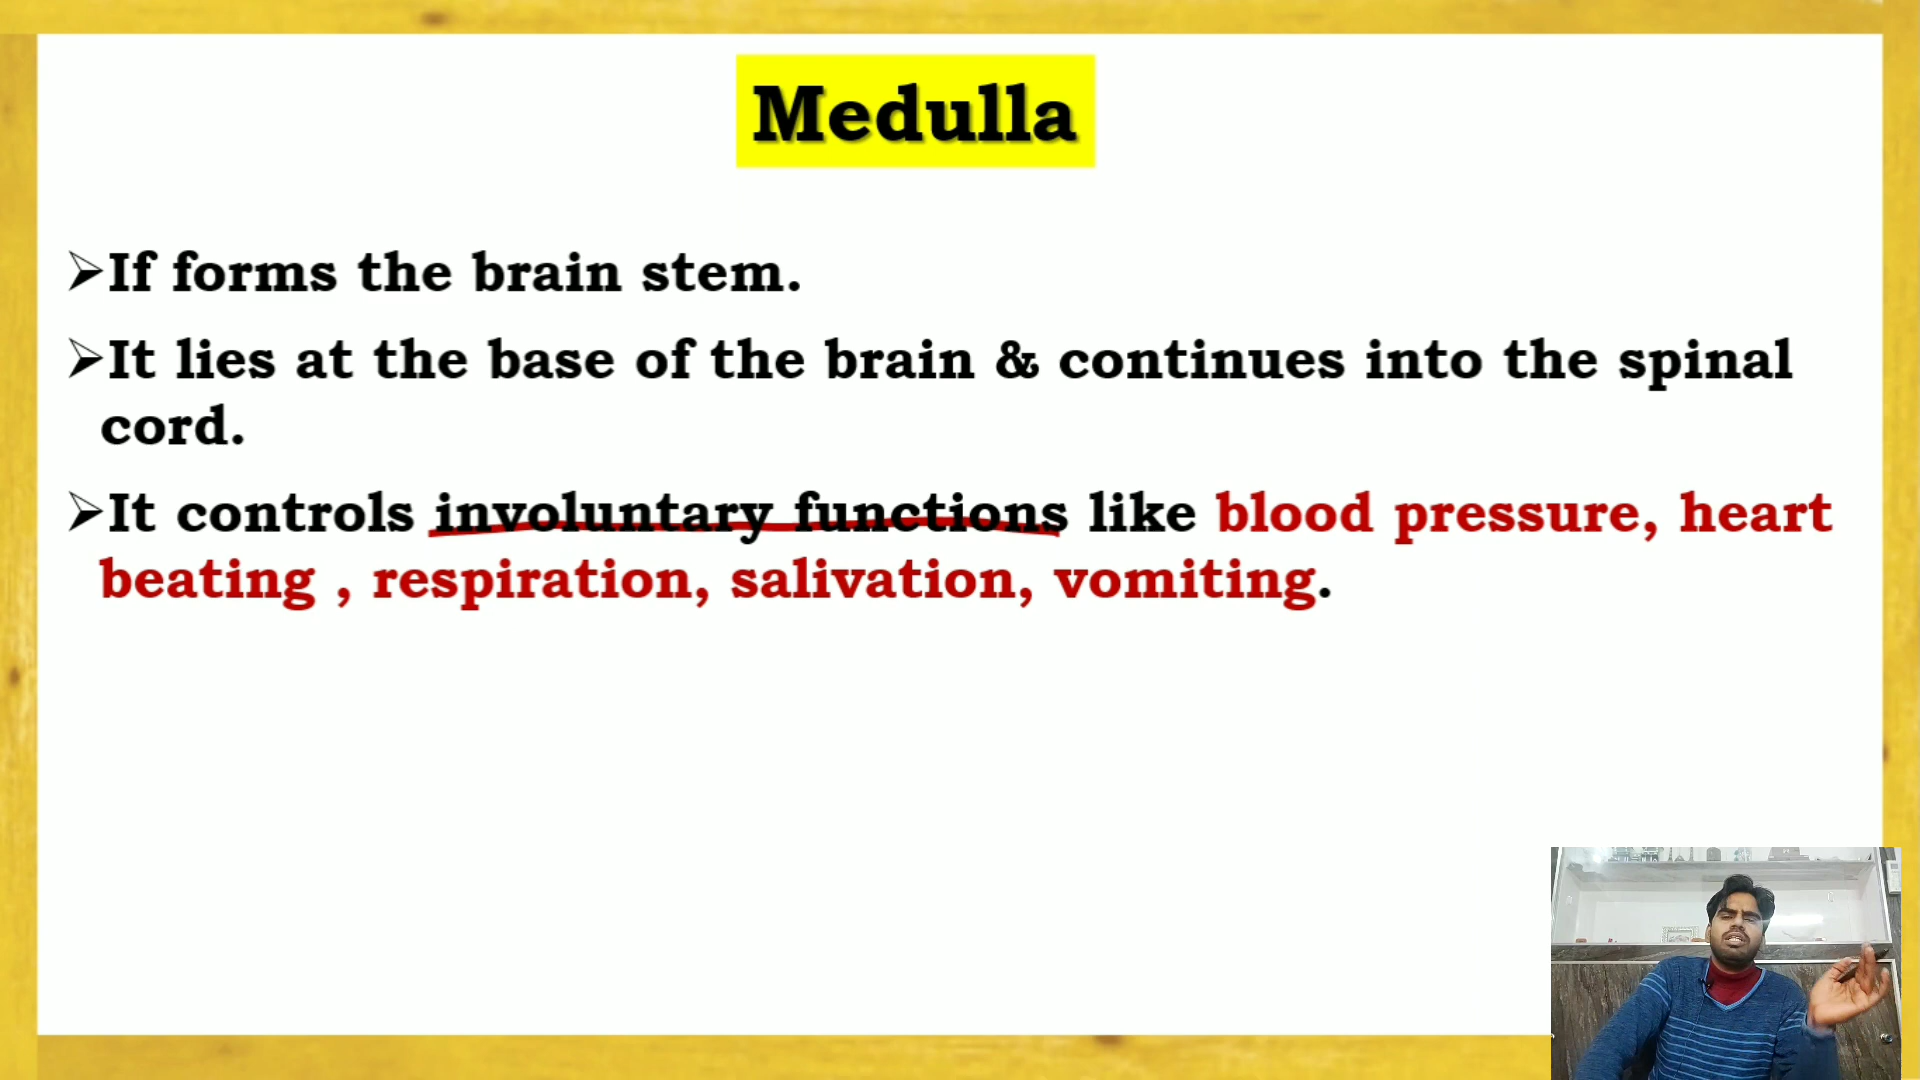 Medulla
➢If forms the brain stem.
➢It lies at the base of the brain & continues into the spinal
cord.
➢It controls involuntary functions like blood pressure, heart
beating , respiration, salivation, vomiting.